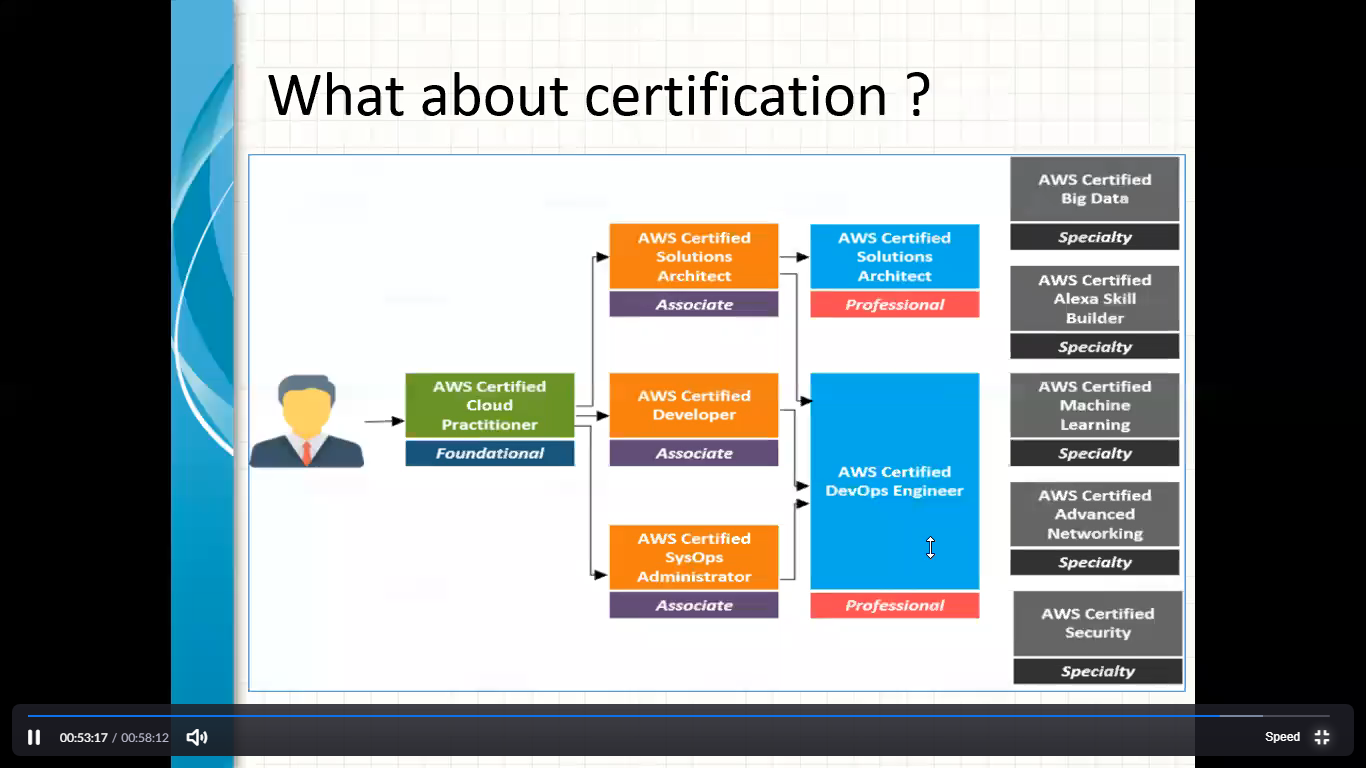 What about certification ?
AWS Certified
Cloud
Practitioner
Foundational
AWS Certified
Solutions
Architect
Associate
AWS Certified
Developer
Associate
AWS Certified
SysOps
Administrator
Associate
AWS Certified
Solutions
Architect
Professional
AWS Certified
DevOps Engineer
Professional
AWS Certified
Big Data
Specialty
AWS Certified
Alexa Skill
Builder
Specialty
AWS Certified
Machine
Learning
Specialty
AWS Certified
Advanced
Networking
Specialty
AWS Certified
Security
Specialty
00:53:17 / 00:58:12
Speed